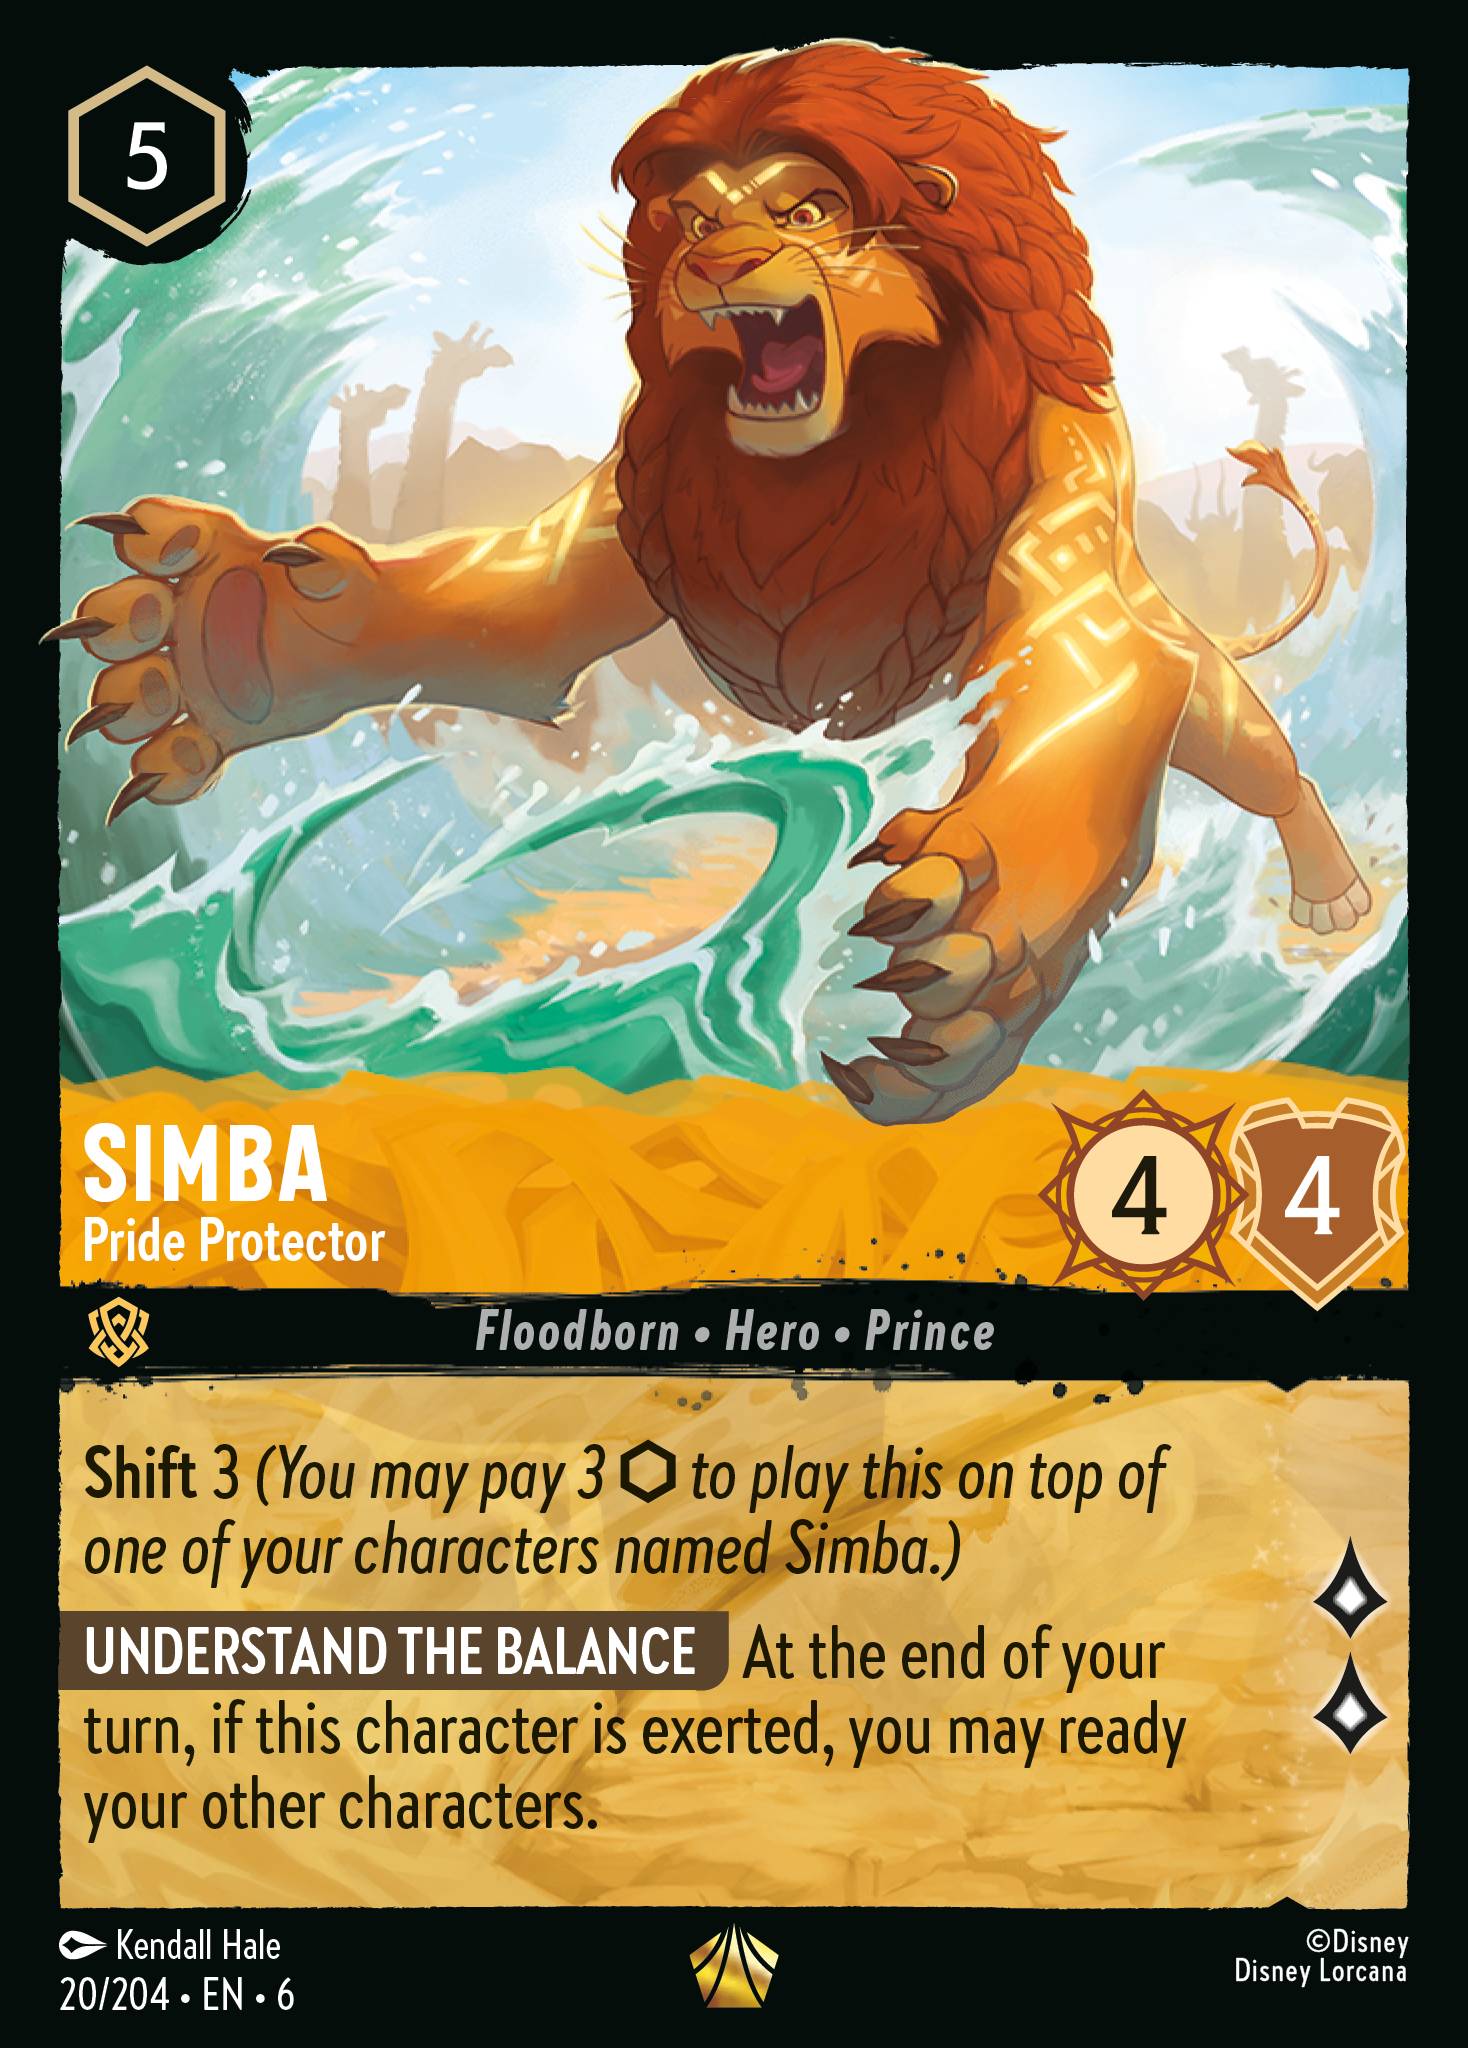 5
SIMBA
Pride Protector
4
4
Floodborn • Hero • Prince
Shift 3 (You may pay 3 ⬡ to play this on top of
one of your characters named Simba.)
UNDERSTAND THE BALANCE At the end of your
turn, if this character is exerted, you may ready
your other characters.
Kendall Hale
20/204 • EN • 6
©Disney
Disney Lorcana